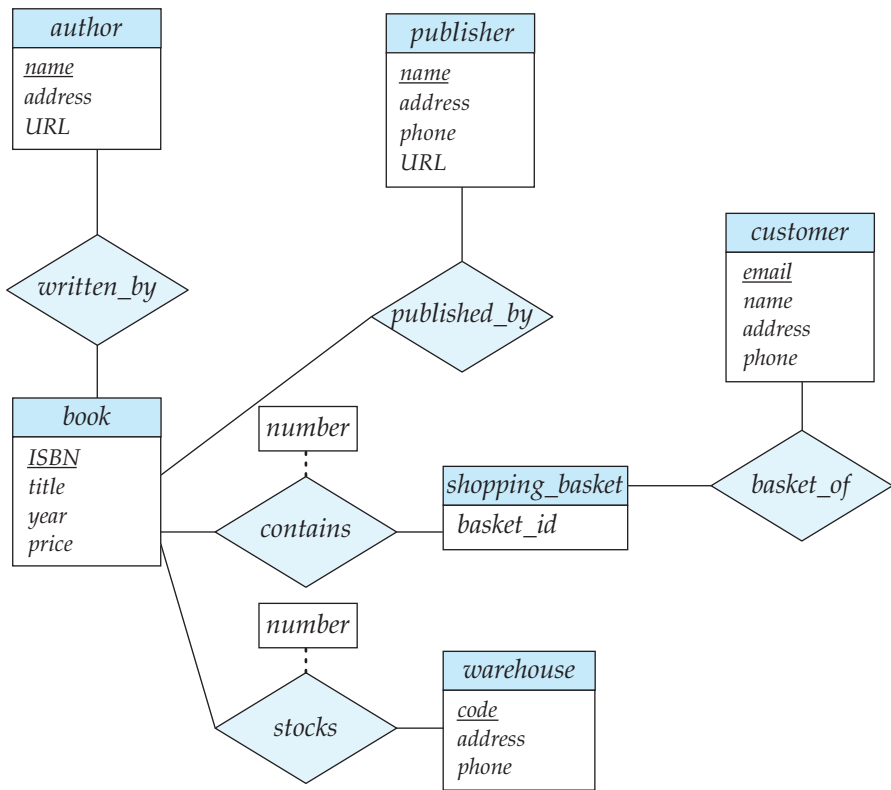 author
name
address
URL
publisher
name
address
phone
URL
customer
email
name
address
phone
written_by
published_by
book
ISBN
title
year
price
number
contains
shopping_basket
basket_id
basket_of
number
stocks
warehouse
code
address
phone